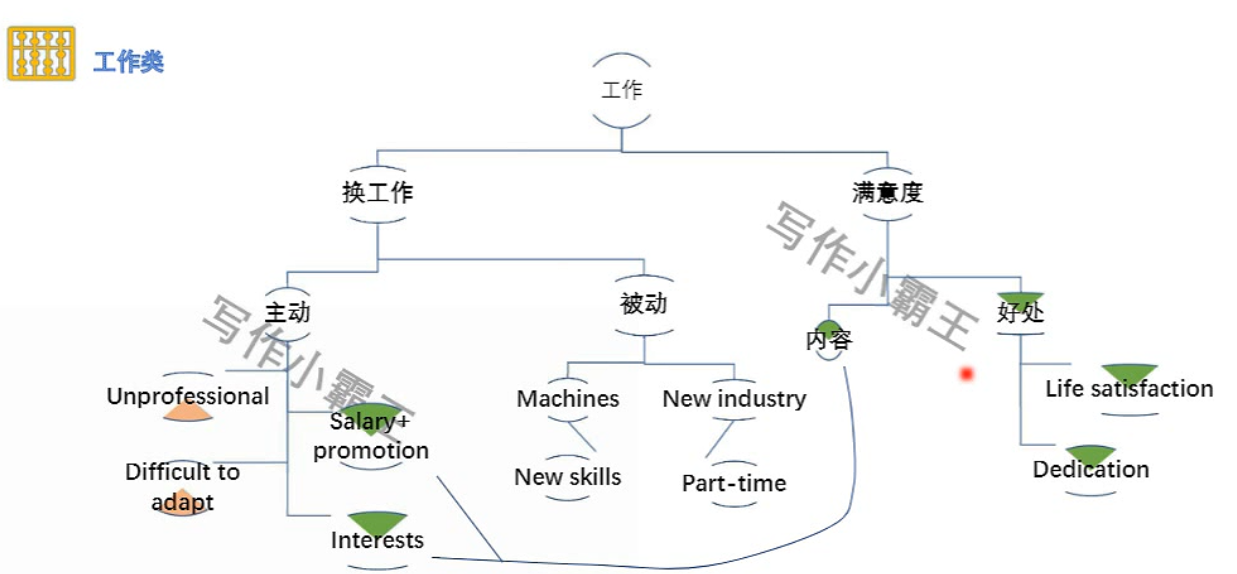 工作类
工作
换工作
满意度
主动
被动
内容
好处
Unprofessional
Salary+
promotion
Difficult to
adapt
Interests
Machines
New industry
New skills
Part-time
Life satisfaction
Dedication
写作小霸王
写作小霸王